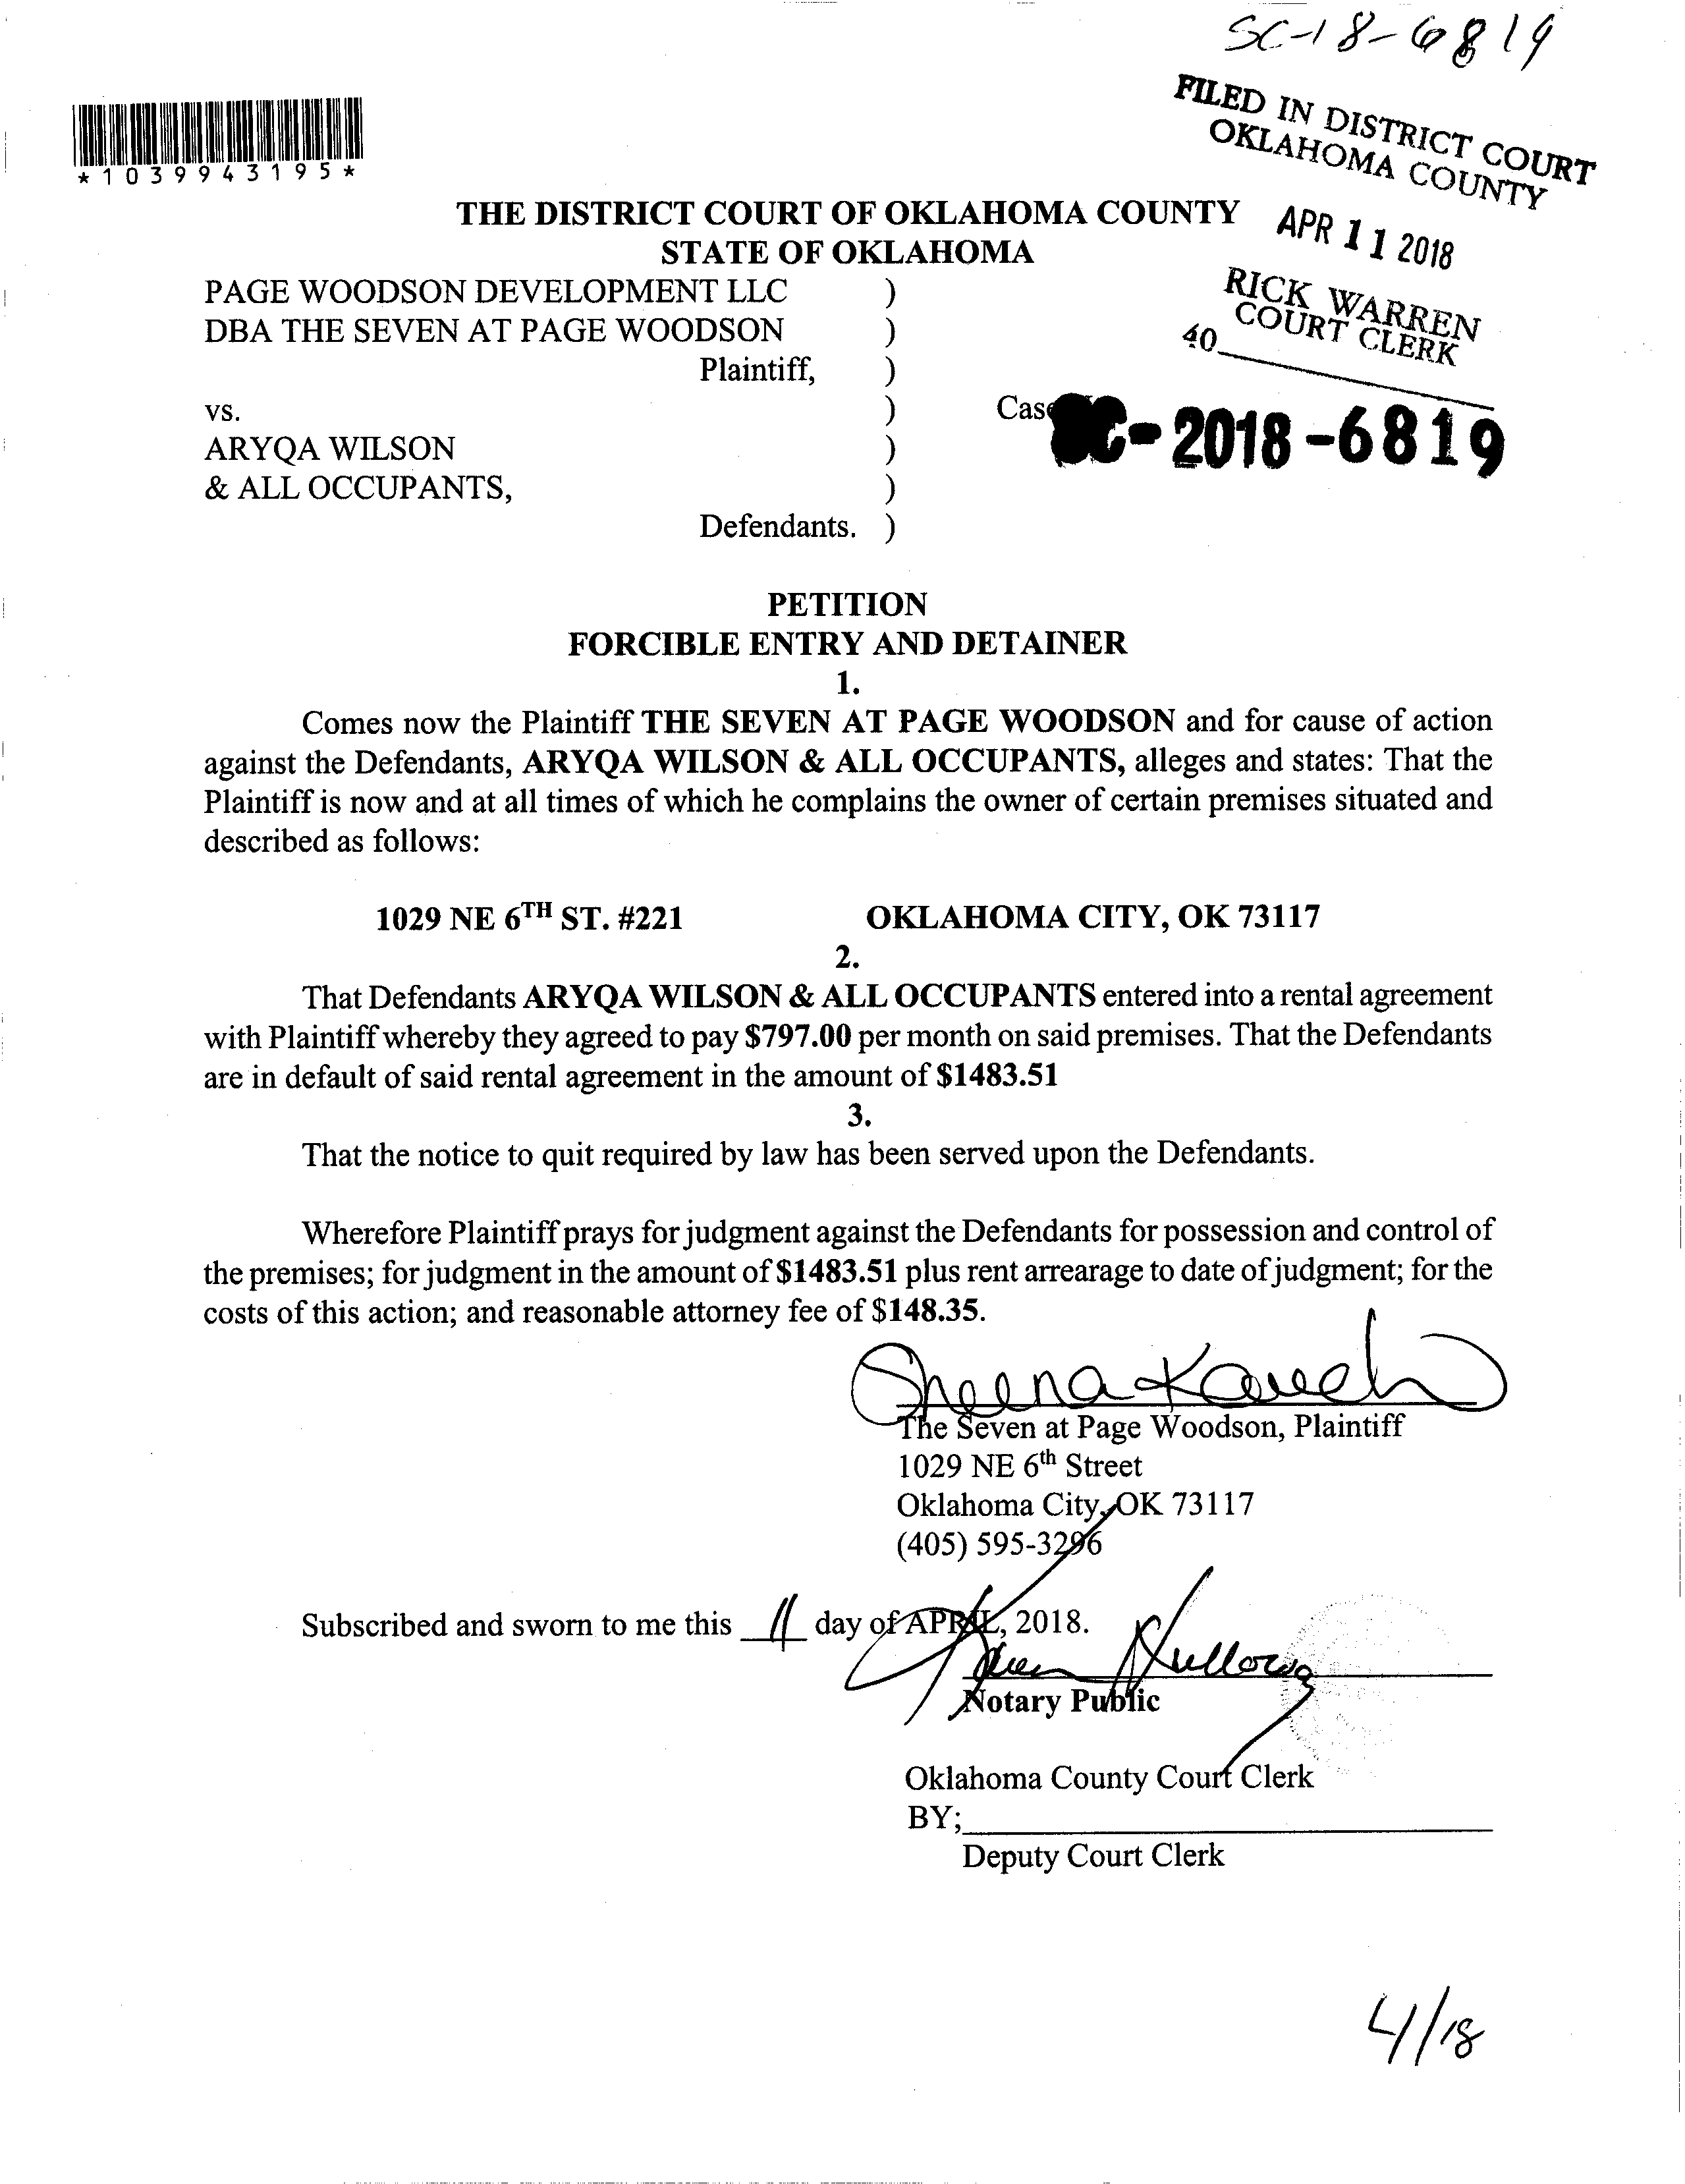 SC-18-6819
FILED IN DISTRICT COURT
OKLAHOMA COUNTY
*1039943195*
APR 11 2018
RICK WARREN
COURT CLERK
40
THE DISTRICT COURT OF OKLAHOMA COUNTY
STATE OF OKLAHOMA
PAGE WOODSON DEVELOPMENT LLC )
DBA THE SEVEN AT PAGE WOODSON )
Plaintiff, )
vs. )
Case SC-2018-6819
ARYQA WILSON )
& ALL OCCUPANTS, )
Defendants. )
PETITION
FORCIBLE ENTRY AND DETAINER
1.
Comes now the Plaintiff THE SEVEN AT PAGE WOODSON and for cause of action
against the Defendants, ARYQA WILSON & ALL OCCUPANTS, alleges and states: That the
Plaintiff is now and at all times of which he complains the owner of certain premises situated and
described as follows:
1029 NE 6TH ST. #221 OKLAHOMA CITY, OK 73117
2.
That Defendants ARYQA WILSON & ALL OCCUPANTS entered into a rental agreement
with Plaintiff whereby they agreed to pay $797.00 per month on said premises. That the Defendants
are in default of said rental agreement in the amount of $1483.51
3.
That the notice to quit required by law has been served upon the Defendants.
Wherefore Plaintiff prays for judgment against the Defendants for possession and control of
the premises; for judgment in the amount of $1483.51 plus rent arrearage to date of judgment; for the
costs of this action; and reasonable attorney fee of $148.35.
Sheena
The Seven at Page Woodson, Plaintiff
1029 NE 6th Street
Oklahoma City, OK 73117
(405) 595-3296
Subscribed and sworn to me this 11 day of APRIL, 2018.
Notary Public
Oklahoma County Court Clerk
BY;
Deputy Court Clerk
4/18